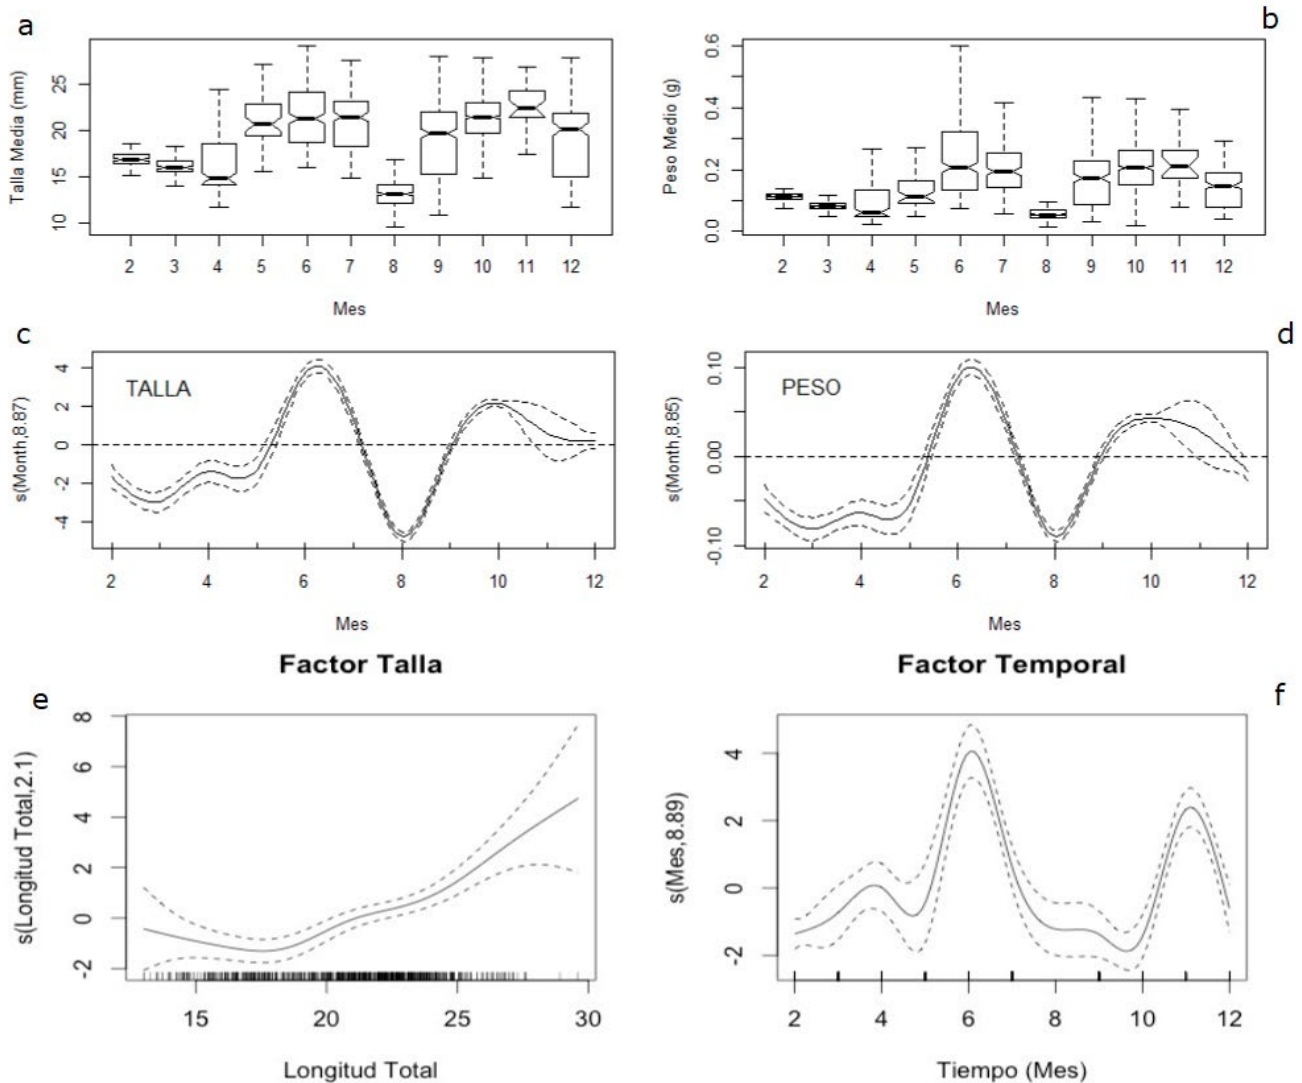 a
b
Talla Media (mm)
25
20
15
10
2 3 4 5 6 7 8 9 10 11 12
Mes
Peso Medio (g)
0.6
0.4
0.2
0.0
2 3 4 5 6 7 8 9 10 11 12
Mes
c
d
s(Month,8.87)
4
2
0
-2
-4
TALLA
2 4 6 8 10 12
Mes
s(Month,8.85)
0.10
0.00
-0.10
PESO
2 4 6 8 10 12
Mes
Factor Talla
Factor Temporal
e
f
s(Longitud Total,2.1)
8
6
4
2
0
-2
15 20 25 30
Longitud Total
s(Mes,8.89)
4
2
0
-2
2 4 6 8 10 12
Tiempo (Mes)